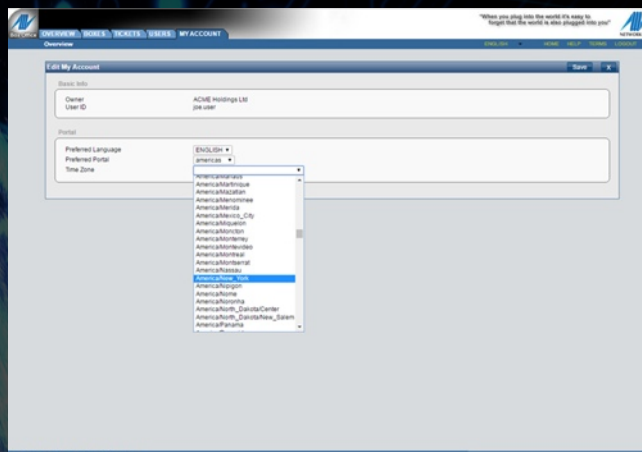 "When you plug into the world it's easy to
forget that the world is also plugged into you"
OVERVIEW BOXES TICKETS USERS MY ACCOUNT
Overview
ENGLISH HOME HELP TERMS LOGOUT
Edit My Account Save X
Basic Info
Owner ACME Holdings Ltd
User ID joe.user
Portal
Preferred Language ENGLISH
Preferred Portal americas
Time Zone
America/Manaus
America/Martinique
America/Mazatlan
America/Menominee
America/Merida
America/Mexico_City
America/Miquelon
America/Moncton
America/Monterrey
America/Montevideo
America/Montreal
America/Montserrat
America/Nassau
America/New_York
America/Nipigon
America/Nome
America/Noronha
America/North_Dakota/Center
America/North_Dakota/New_Salem
America/Panama